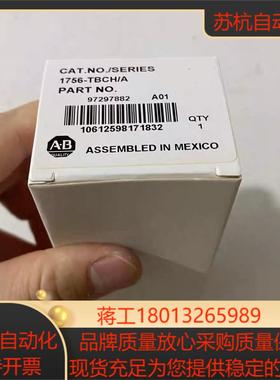 苏杭自动
CAT.NO./SERIES
1756-TBCH/A
PART NO.
97297882 A01
10612598171832
QTY
1
A·B
QUALITY
ASSEMBLED IN MEXICO
蒋工18013265989
自动化 品牌质量放心采购质量保
予开票 现货充足为您提供稳定的